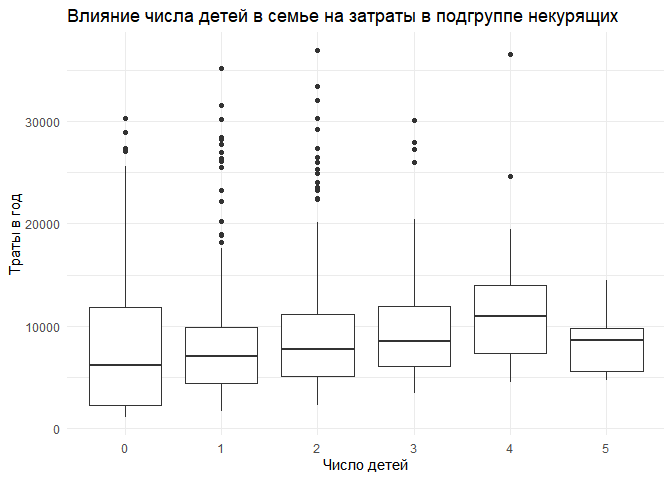 Влияние числа детей в семье на затраты в подгруппе некурящих
Траты в год
30000
20000
10000
0
0 1 2 3 4 5
Число детей